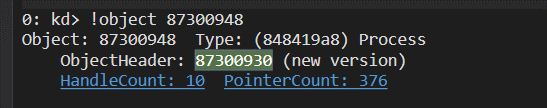 0: kd> !object 87300948
Object: 87300948  Type: (848419a8) Process
    ObjectHeader: 87300930 (new version)
    HandleCount: 10  PointerCount: 376